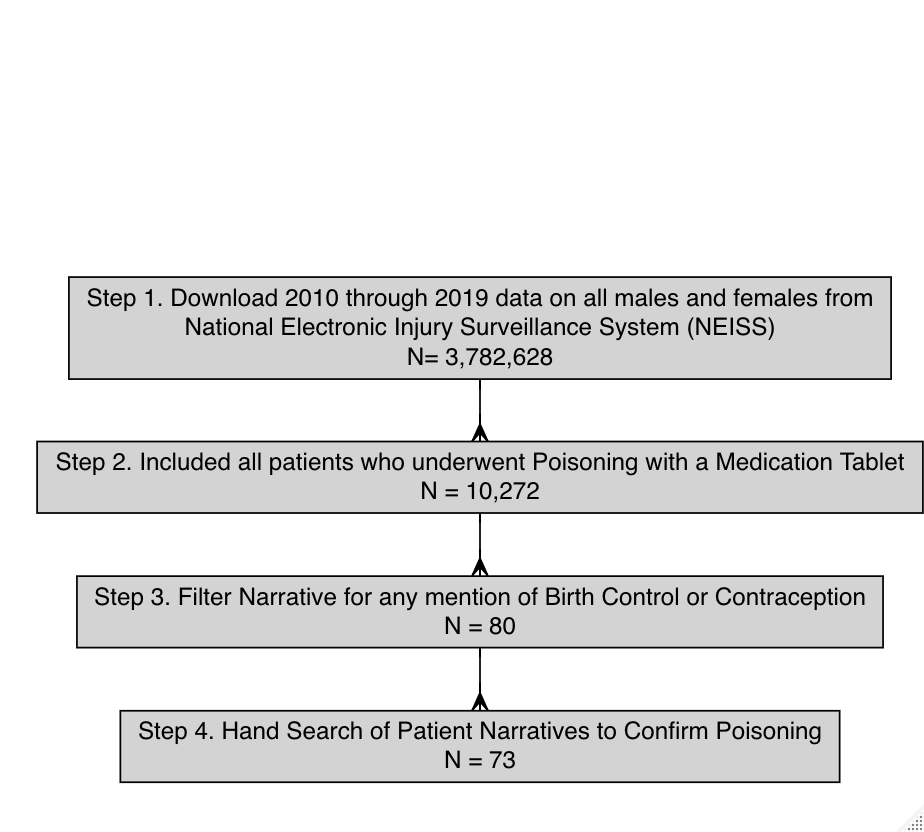 Step 1. Download 2010 through 2019 data on all males and females from
National Electronic Injury Surveillance System (NEISS)
N= 3,782,628
Step 2. Included all patients who underwent Poisoning with a Medication Tablet
N = 10,272
Step 3. Filter Narrative for any mention of Birth Control or Contraception
N = 80
Step 4. Hand Search of Patient Narratives to Confirm Poisoning
N = 73